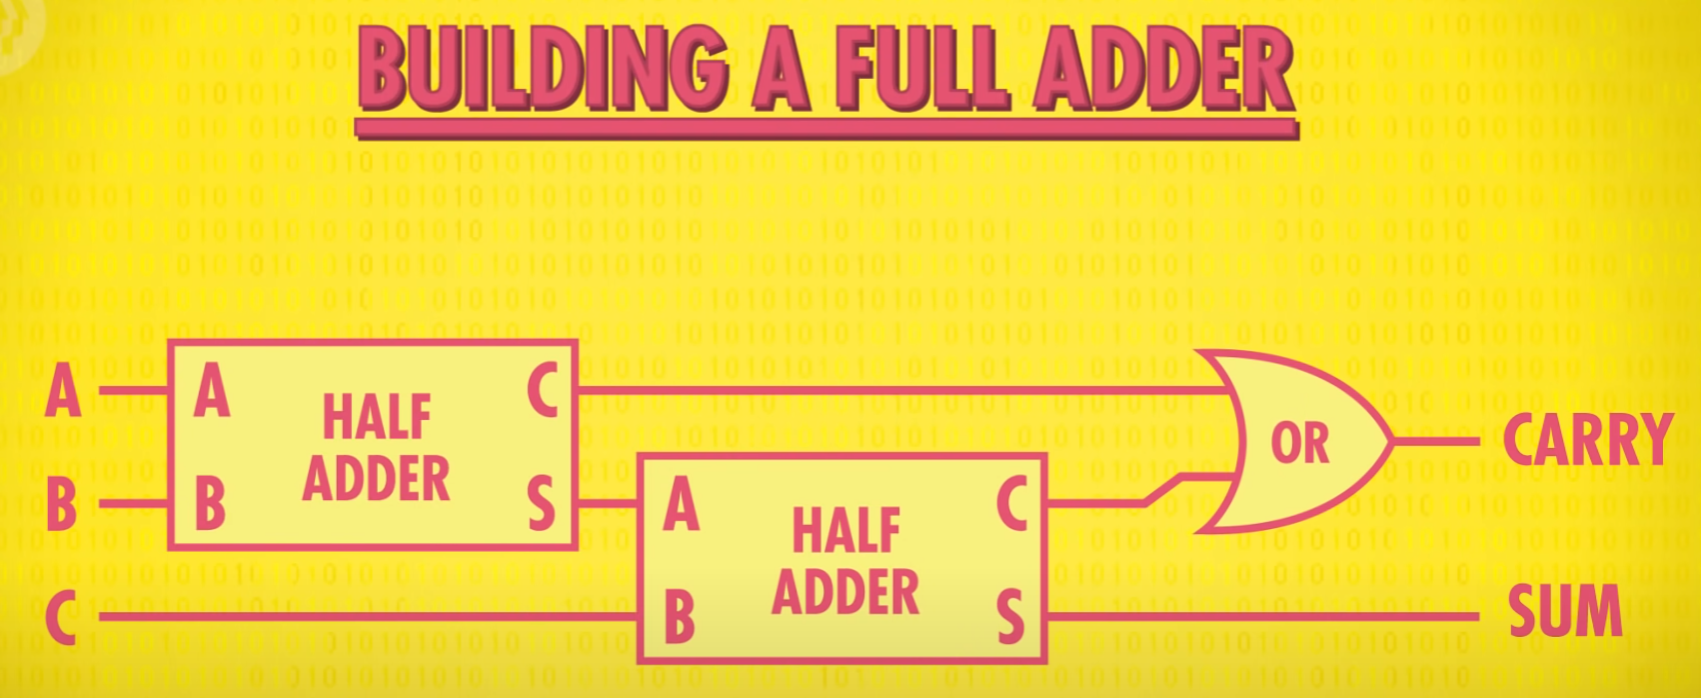 BUILDING A FULL ADDER
A
A
HALF
ADDER
C
B
B
S
A
HALF
ADDER
C
OR
CARRY
C
B
S
SUM